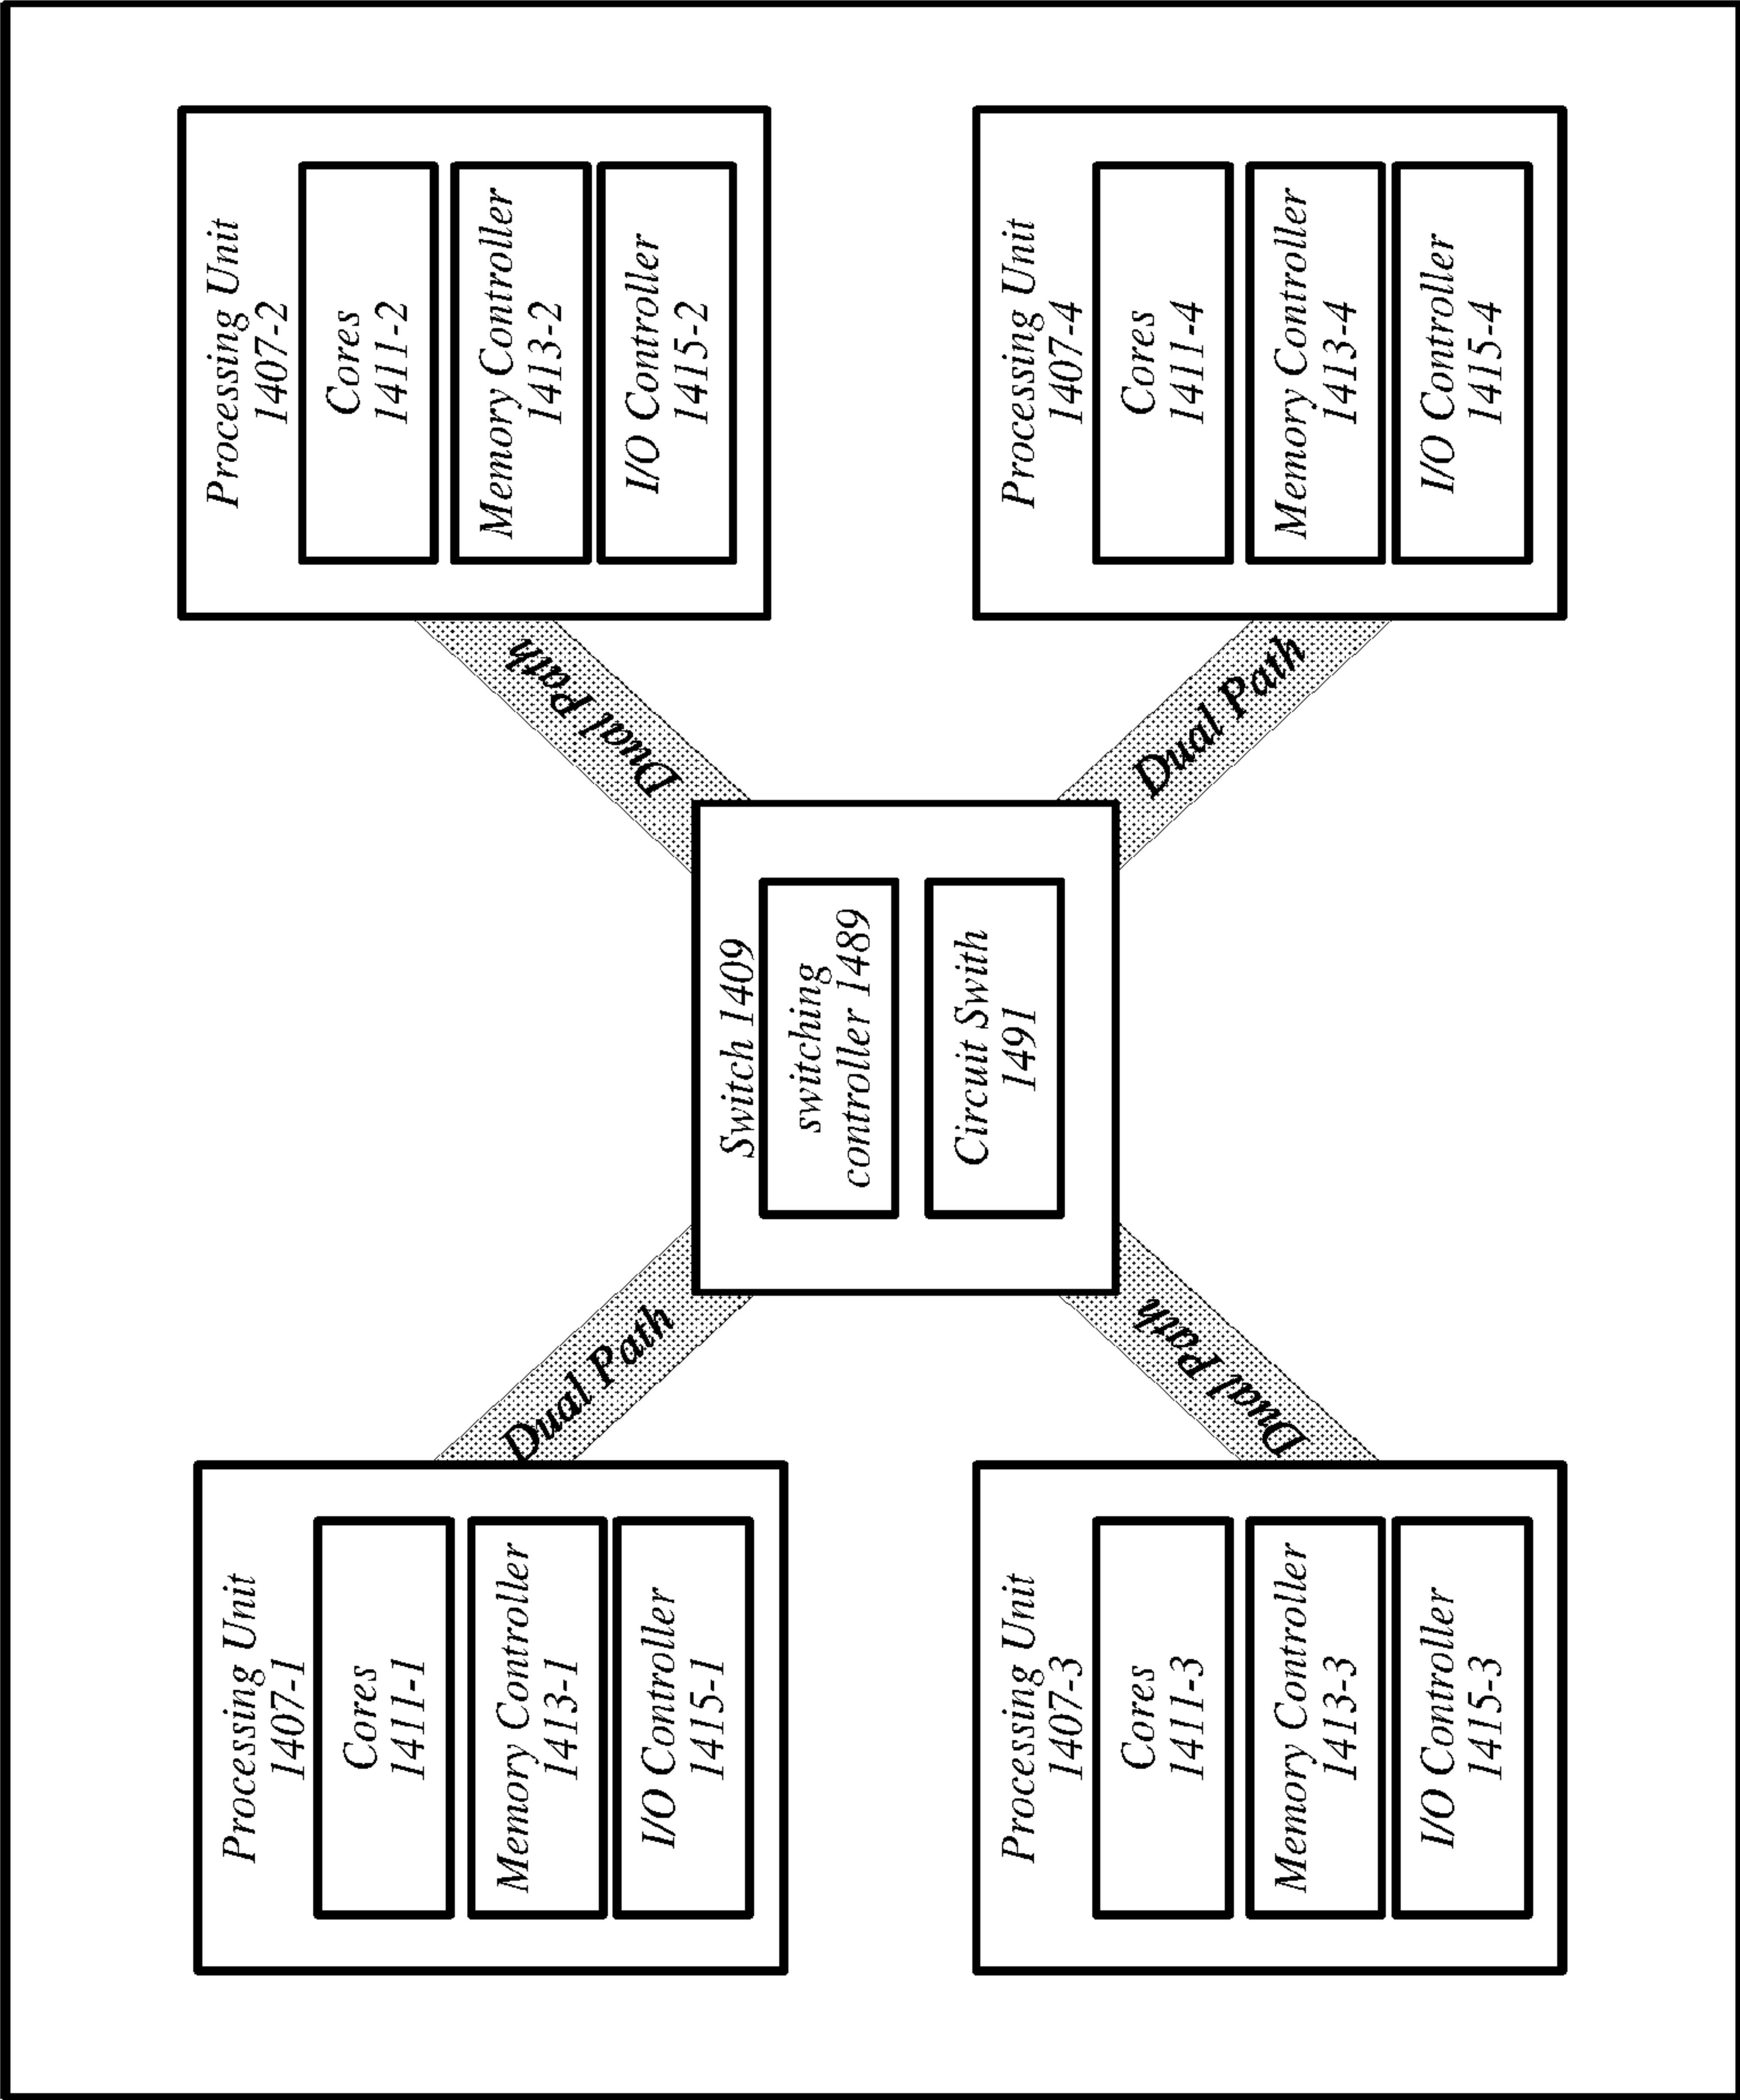 Processing Unit
1407-1
Cores
1411-1
Memory Controller
1413-1
I/O Controller
1415-1
Dual Path
Processing Unit
1407-2
Cores
1411-2
Memory Controller
1413-2
I/O Controller
1415-2
Dual Path
Switch 1409
switching
controller 1489
Circuit Swith
1491
Dual Path
Processing Unit
1407-3
Cores
1411-3
Memory Controller
1413-3
I/O Controller
1415-3
Dual Path
Processing Unit
1407-4
Cores
1411-4
Memory Controller
1413-4
I/O Controller
1415-4